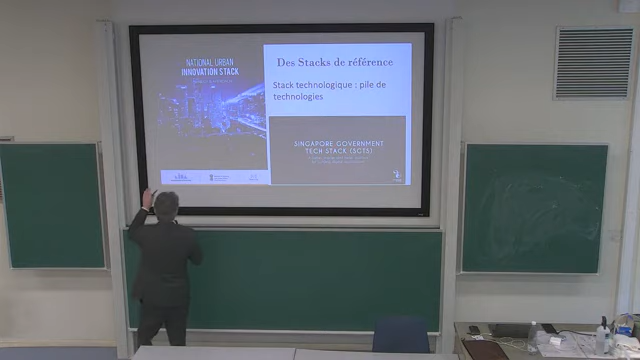 NATIONAL URBAN
INNOVATION STACK
Des Stacks de référence
Stack technologique : pile de
technologies
SINGAPORE GOVERNMENT
TECH STACK (SGTS)